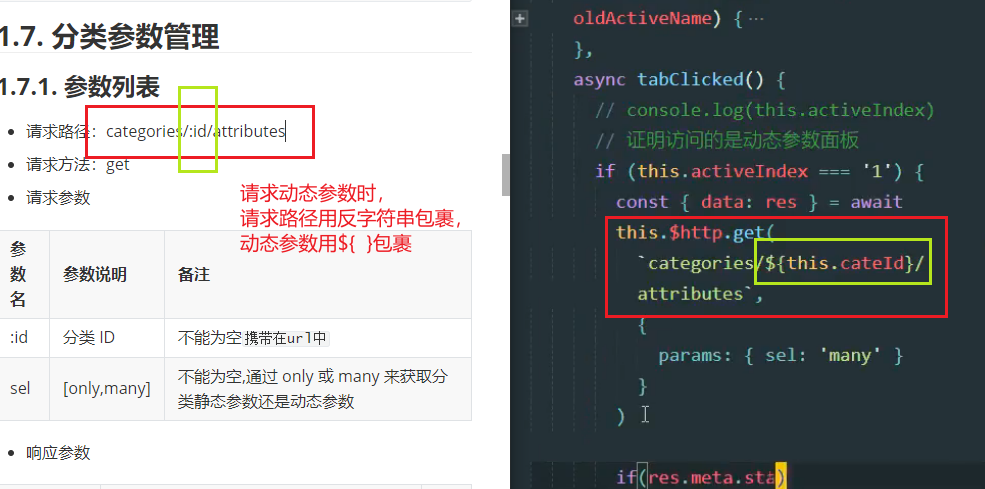 1.7. 分类参数管理
1.7.1. 参数列表
请求路径：categories/:id/attributes
请求方法：get
请求参数
请求动态参数时，
请求路径用反字符串包裹，
动态参数用${ }包裹
参数名 参数说明 备注
:id 分类 ID 不能为空携带在url中
sel [only,many] 不能为空,通过 only 或 many 来获取分
类静态参数还是动态参数
响应参数
oldActiveName) { ···
},
async tabClicked() {
// console.log(this.activeIndex)
// 证明访问的是动态参数面板
if (this.activeIndex === '1') {
const { data: res } = await
this.$http.get(
`categories/${this.cateId}/
attributes`,
{
params: { sel: 'many' }
}
)
if(res.meta.sta)